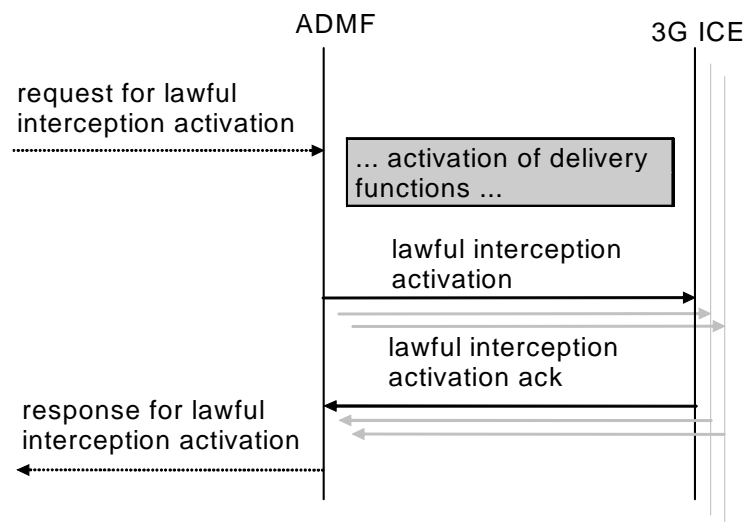 ADMF
3G ICE
request for lawful
interception activation
... activation of delivery
functions ...
lawful interception
activation
lawful interception
activation ack
response for lawful
interception activation